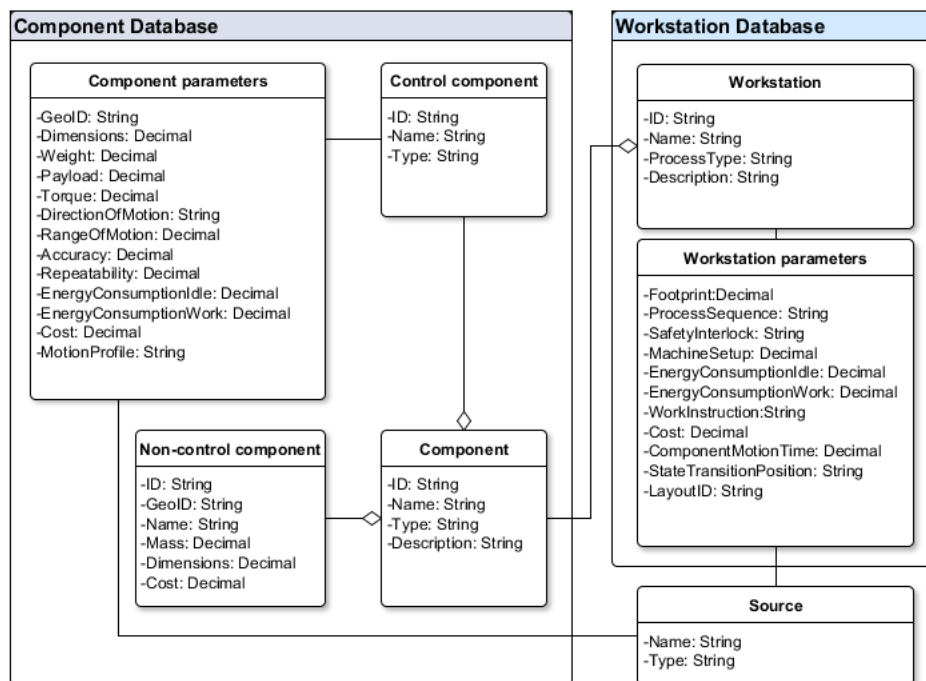 Component Database
Component parameters
-GeoID: String
-Dimensions: Decimal
-Weight: Decimal
-Payload: Decimal
-Torque: Decimal
-DirectionOfMotion: String
-RangeOfMotion: Decimal
-Accuracy: Decimal
-Repeatability: Decimal
-EnergyConsumptionIdle: Decimal
-EnergyConsumptionWork: Decimal
-Cost: Decimal
-MotionProfile: String
Control component
-ID: String
-Name: String
-Type: String
Non-control component
-ID: String
-GeoID: String
-Name: String
-Mass: Decimal
-Dimensions: Decimal
-Cost: Decimal
Component
-ID: String
-Name: String
-Type: String
-Description: String
Workstation Database
Workstation
-ID: String
-Name: String
-ProcessType: String
-Description: String
Workstation parameters
-Footprint:Decimal
-ProcessSequence: String
-SafetyInterlock: String
-MachineSetup: Decimal
-EnergyConsumptionIdle: Decimal
-EnergyConsumptionWork: Decimal
-WorkInstruction:String
-Cost: Decimal
-ComponentMotionTime: Decimal
-StateTransitionPosition: String
-LayoutID: String
Source
-Name: String
-Type: String